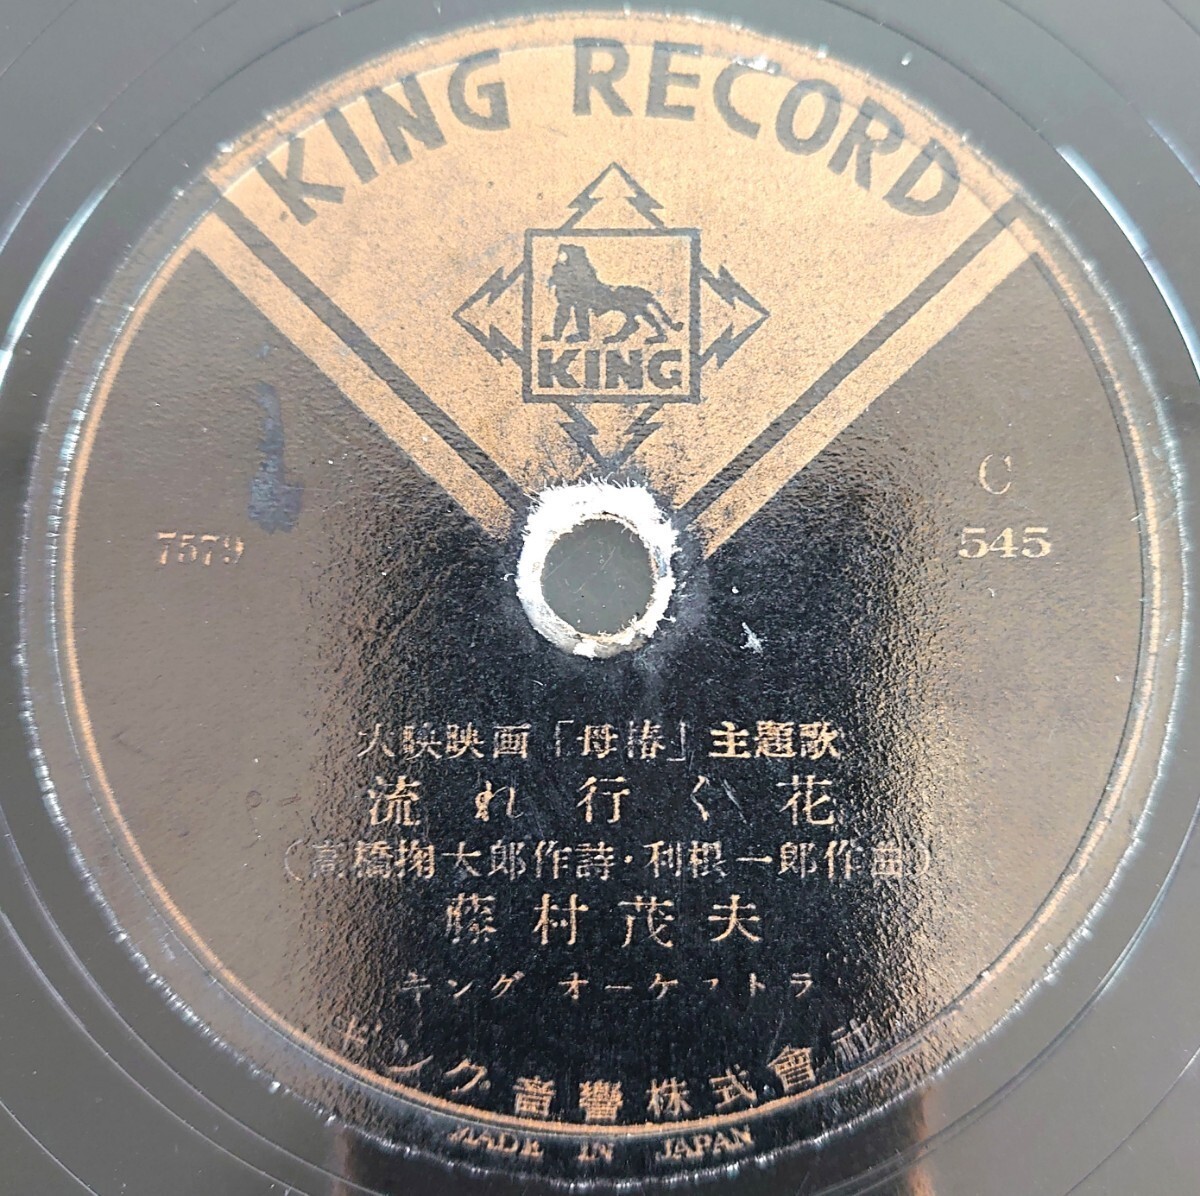 KING RECORD
KING
C
7579
545
大映映画「母椿」主題歌
流れ行く花
(高橋掬太郎作詩・利根一郎作曲)
藤村茂夫
キング オーケストラ
キング音響株式會社
MADE IN JAPAN